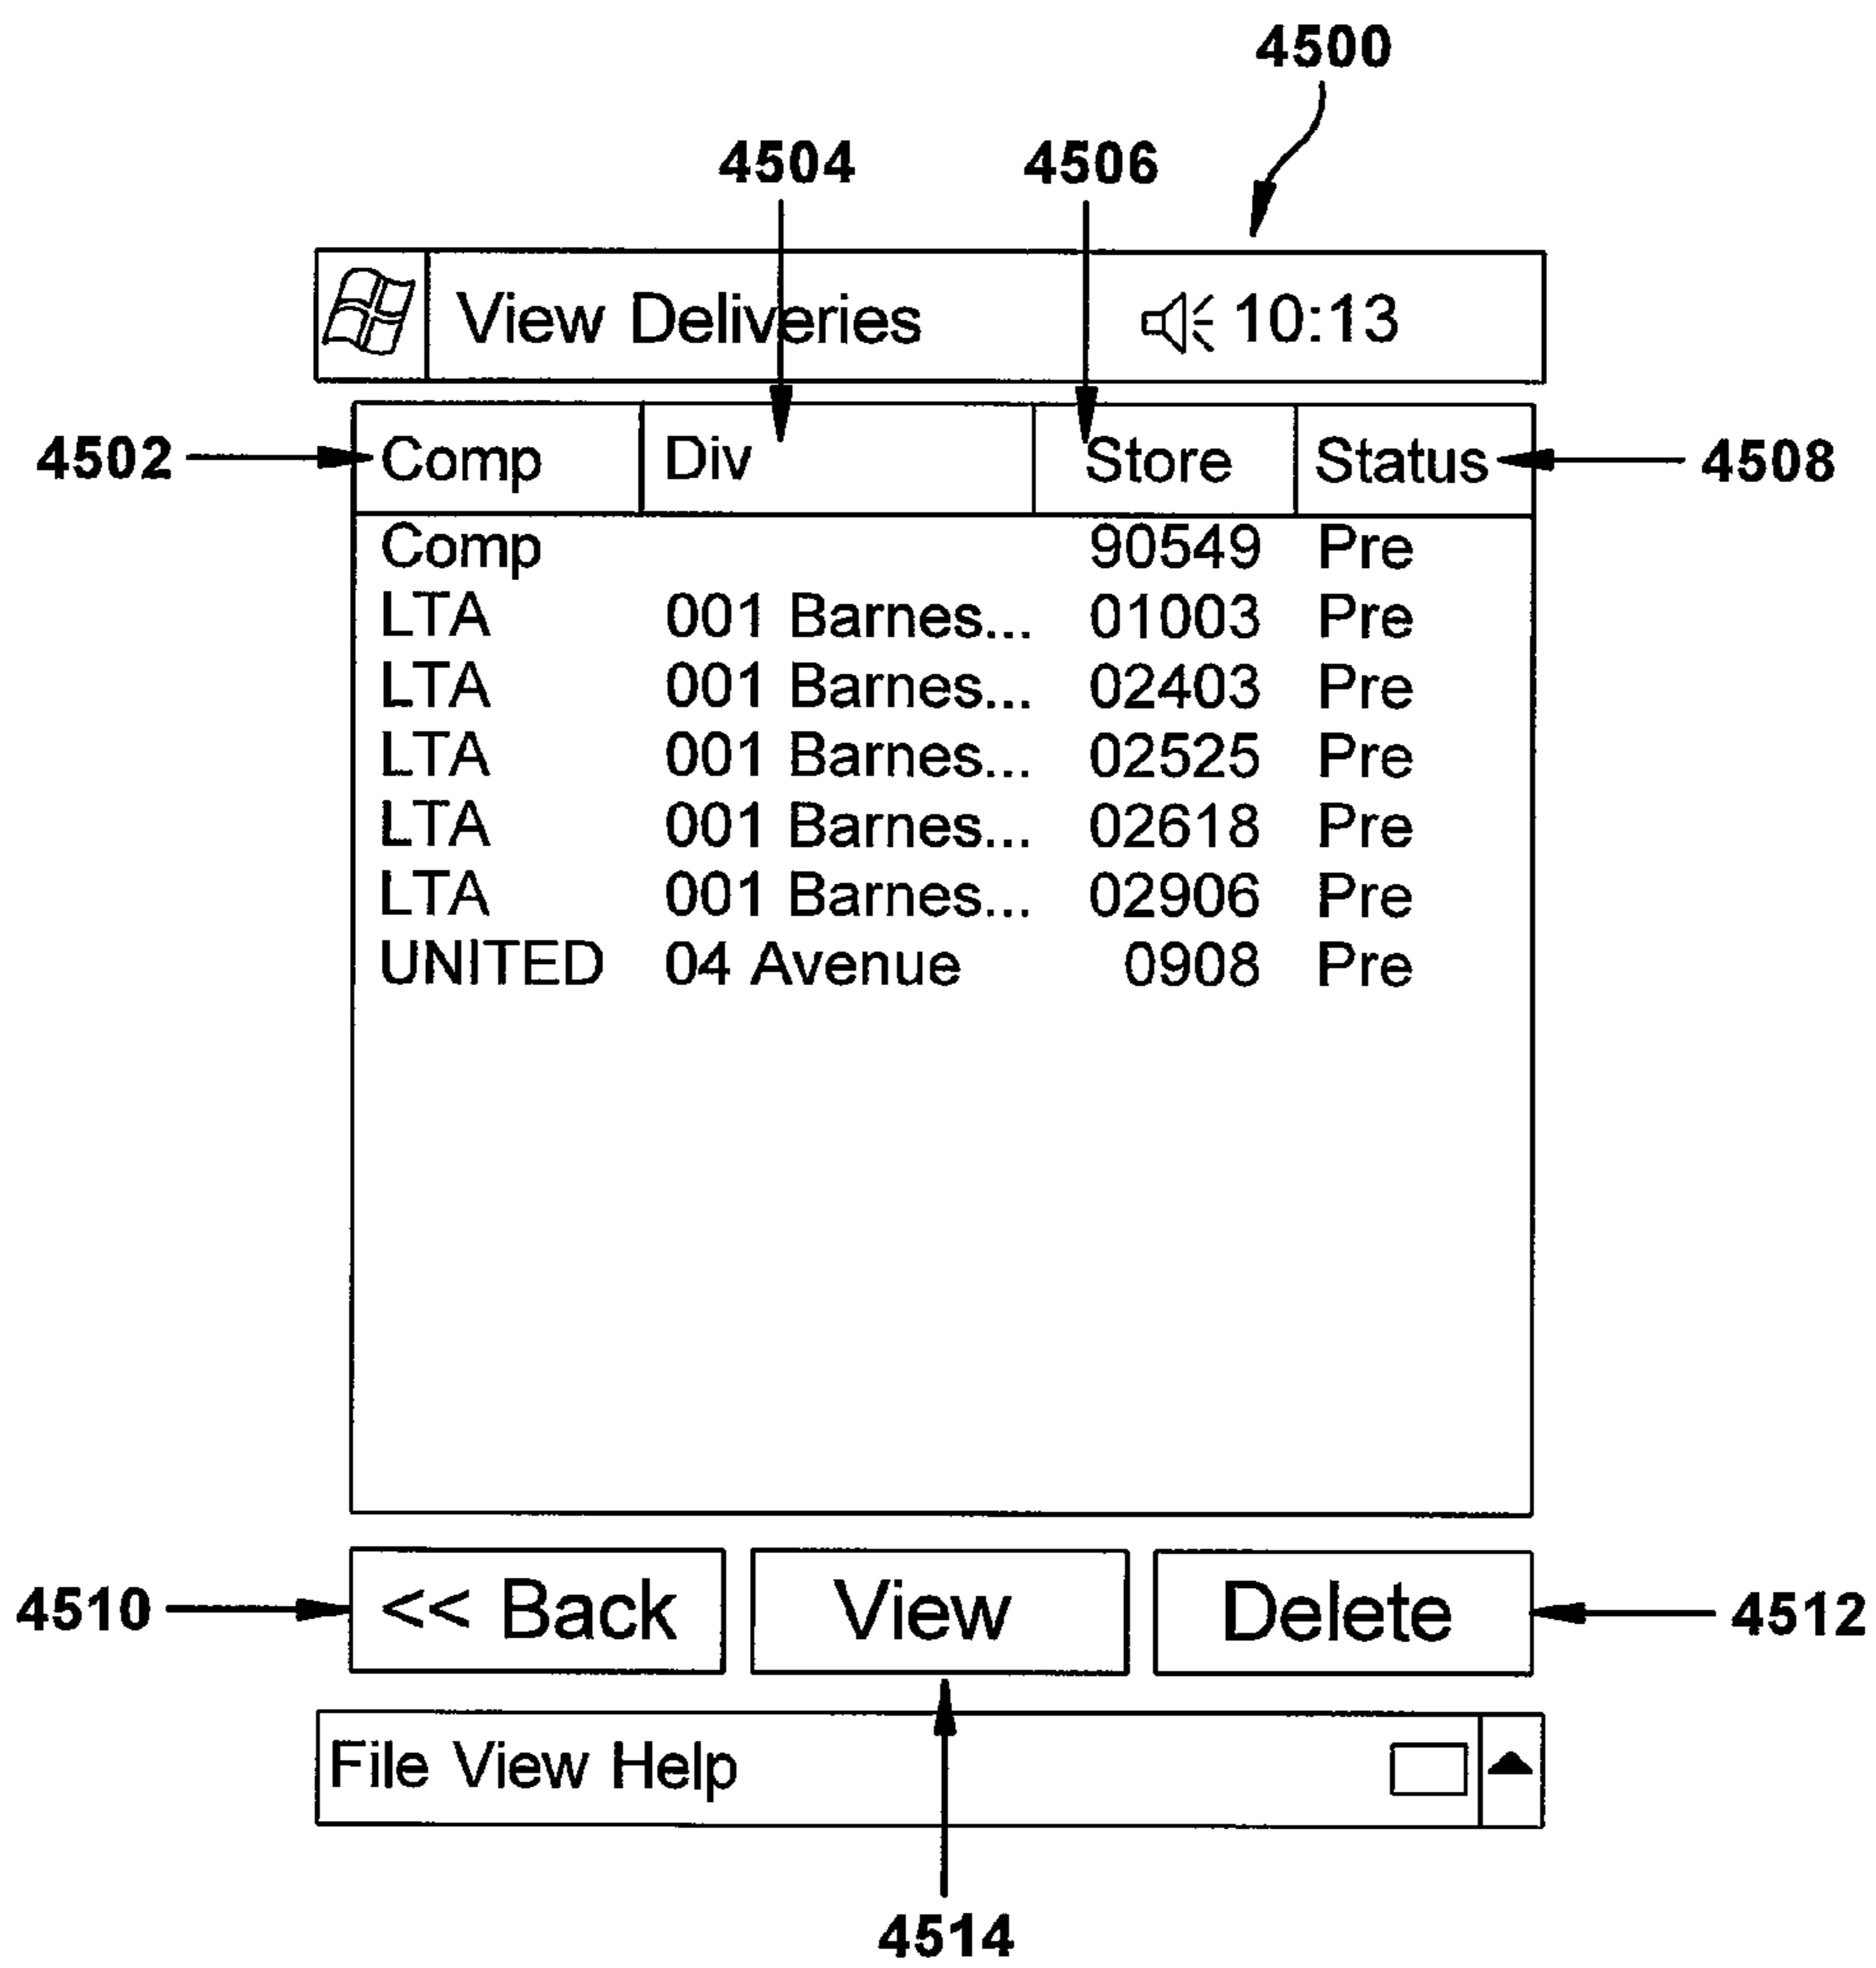 4500
4504 4506
View Deliveries 10:13
4502 Comp Div Store Status 4508
Comp 90549 Pre
LTA 001 Barnes... 01003 Pre
LTA 001 Barnes... 02403 Pre
LTA 001 Barnes... 02525 Pre
LTA 001 Barnes... 02618 Pre
LTA 001 Barnes... 02906 Pre
UNITED 04 Avenue 0908 Pre
4510 << Back View Delete 4512
File View Help
4514